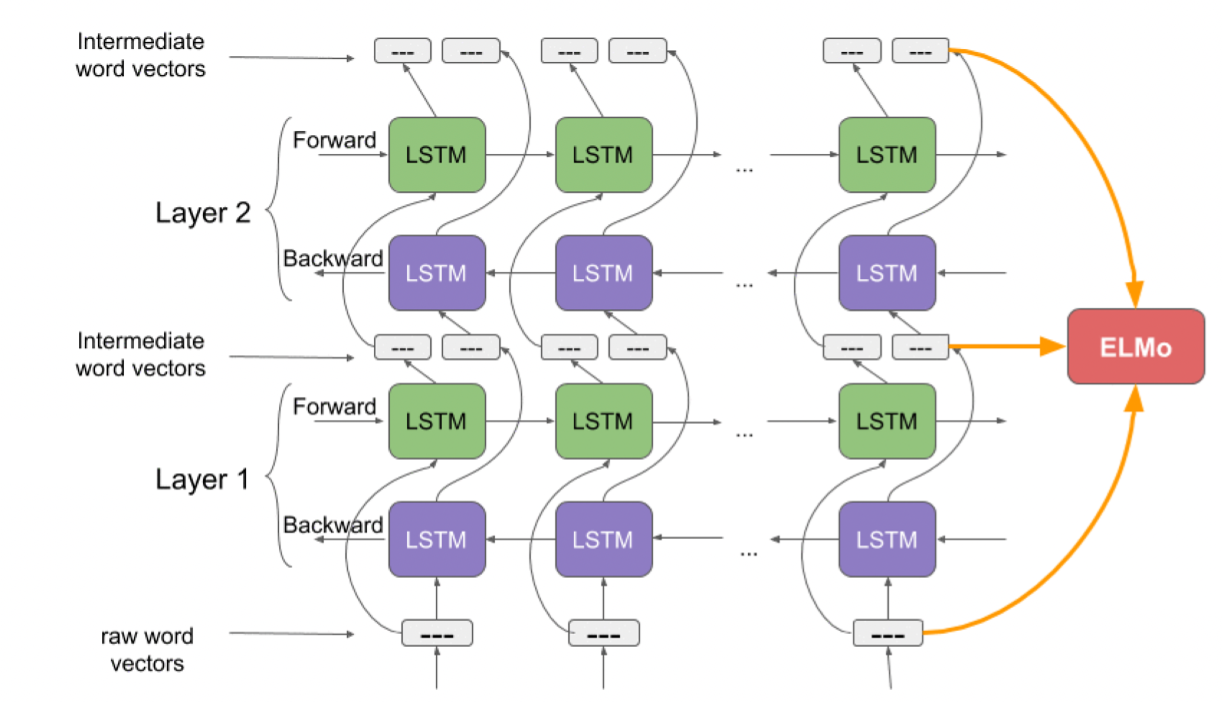 Intermediate
word vectors
--- --- --- --- --- ---
Forward
LSTM LSTM ... LSTM
Layer 2
Backward
LSTM LSTM ... LSTM
Intermediate
word vectors
--- --- --- --- --- ---
ELMo
Forward
LSTM LSTM ... LSTM
Layer 1
Backward
LSTM LSTM ... LSTM
raw word
vectors
--- --- ---